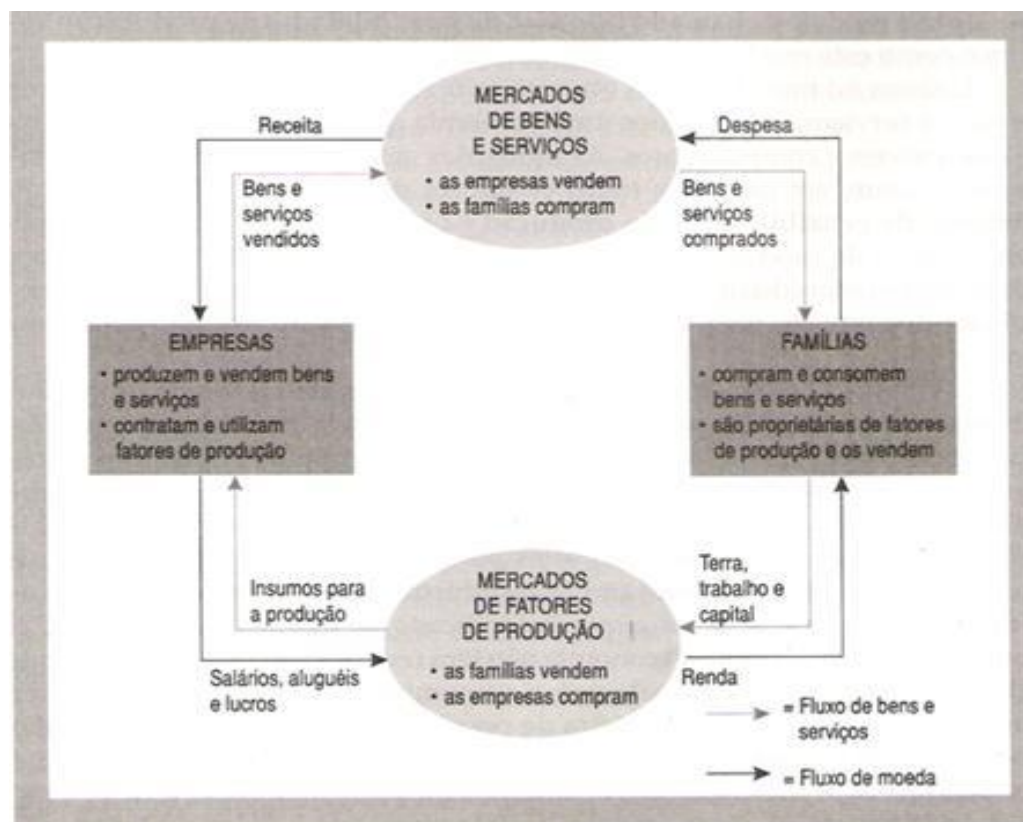 MERCADOS
DE BENS
E SERVIÇOS
• as empresas vendem
• as famílias compram
Receita
Despesa
Bens e
serviços
vendidos
Bens e
serviços
comprados
EMPRESAS
• produzem e vendem bens
e serviços
• contratam e utilizam
fatores de produção
FAMÍLIAS
• compram e consomem
bens e serviços
• são proprietárias de fatores
de produção e os vendem
Insumos para
a produção
Terra,
trabalho e
capital
MERCADOS
DE FATORES
DE PRODUÇÃO
• as famílias vendem
• as empresas compram
Salários, aluguéis
e lucros
Renda
= Fluxo de bens e
serviços
= Fluxo de moeda